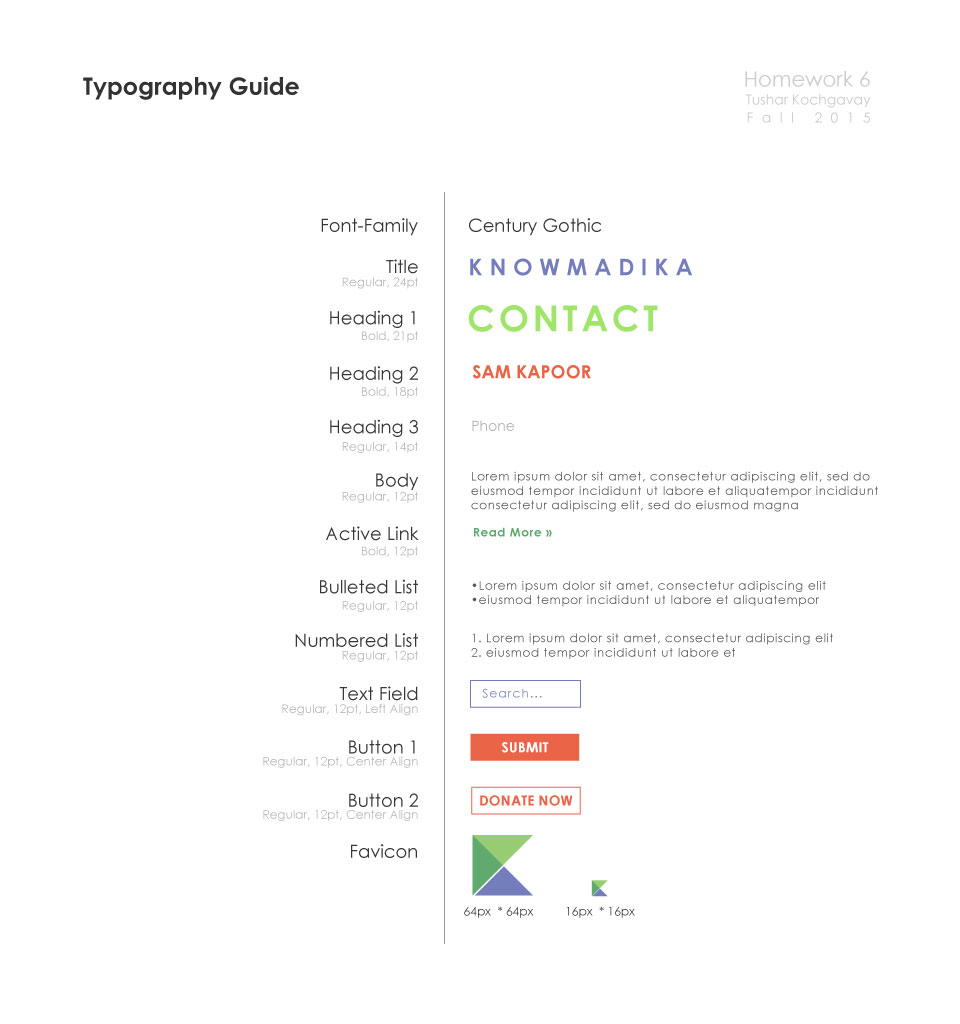 Typography Guide
Homework 6
Tushar Kochgavay
Fall 2015
Font-Family
Century Gothic
Title
Regular, 24pt
KNOWMADIKA
Heading 1
Bold, 21pt
CONTACT
Heading 2
Bold, 18pt
SAM KAPOOR
Heading 3
Regular, 14pt
Phone
Body
Regular, 12pt
Lorem ipsum dolor sit amet, consectetur adipiscing elit, sed do
eiusmod tempor incididunt ut labore et aliquatempor incididunt
consectetur adipiscing elit, sed do eiusmod magna
Active Link
Bold, 12pt
Read More »
Bulleted List
Regular, 12pt
•Lorem ipsum dolor sit amet, consectetur adipiscing elit
•eiusmod tempor incididunt ut labore et aliquatempor
Numbered List
Regular, 12pt
1. Lorem ipsum dolor sit amet, consectetur adipiscing elit
2. eiusmod tempor incididunt ut labore et
Text Field
Regular, 12pt, Left Align
Search...
Button 1
Regular, 12pt, Center Align
SUBMIT
Button 2
Regular, 12pt, Center Align
DONATE NOW
Favicon
64px * 64px
16px * 16px